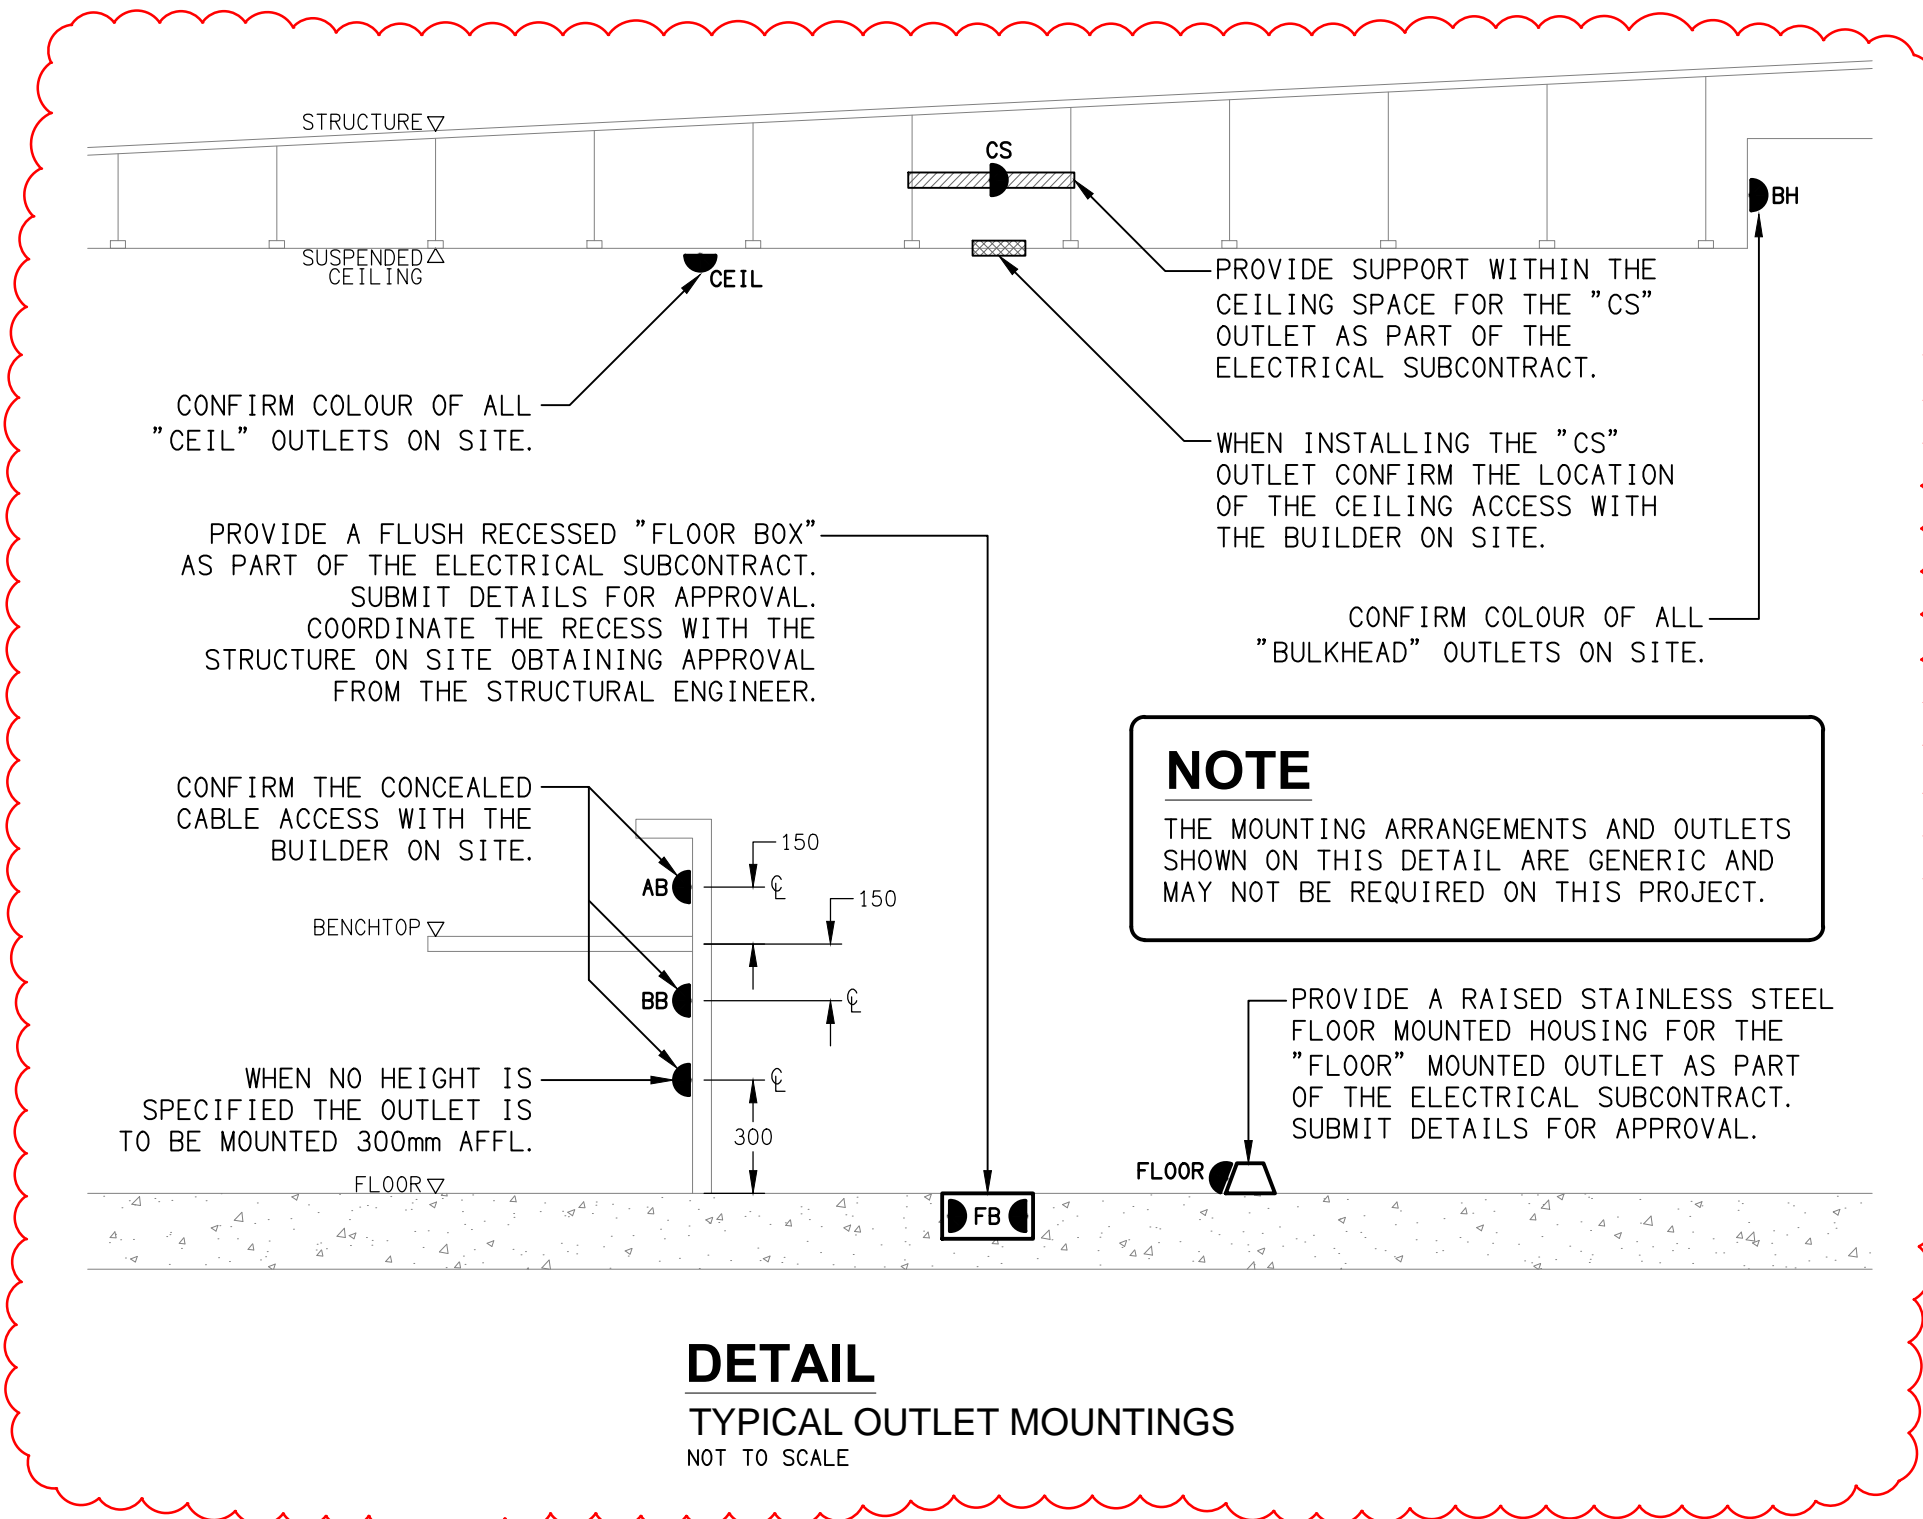 STRUCTURE
CS
BH
SUSPENDED
CEILING
CEIL
PROVIDE SUPPORT WITHIN THE
CEILING SPACE FOR THE "CS"
OUTLET AS PART OF THE
ELECTRICAL SUBCONTRACT.
CONFIRM COLOUR OF ALL
"CEIL" OUTLETS ON SITE.
WHEN INSTALLING THE "CS"
OUTLET CONFIRM THE LOCATION
OF THE CEILING ACCESS WITH
THE BUILDER ON SITE.
PROVIDE A FLUSH RECESSED "FLOOR BOX"
AS PART OF THE ELECTRICAL SUBCONTRACT.
SUBMIT DETAILS FOR APPROVAL.
COORDINATE THE RECESS WITH THE
STRUCTURE ON SITE OBTAINING APPROVAL
FROM THE STRUCTURAL ENGINEER.
CONFIRM COLOUR OF ALL
"BULKHEAD" OUTLETS ON SITE.
NOTE
THE MOUNTING ARRANGEMENTS AND OUTLETS
SHOWN ON THIS DETAIL ARE GENERIC AND
MAY NOT BE REQUIRED ON THIS PROJECT.
CONFIRM THE CONCEALED
CABLE ACCESS WITH THE
BUILDER ON SITE.
150
AB
℄
150
BENCHTOP
BB
℄
WHEN NO HEIGHT IS
SPECIFIED THE OUTLET IS
TO BE MOUNTED 300mm AFFL.
℄
300
FLOOR
PROVIDE A RAISED STAINLESS STEEL
FLOOR MOUNTED HOUSING FOR THE
"FLOOR" MOUNTED OUTLET AS PART
OF THE ELECTRICAL SUBCONTRACT.
SUBMIT DETAILS FOR APPROVAL.
FLOOR
FB
DETAIL
TYPICAL OUTLET MOUNTINGS
NOT TO SCALE